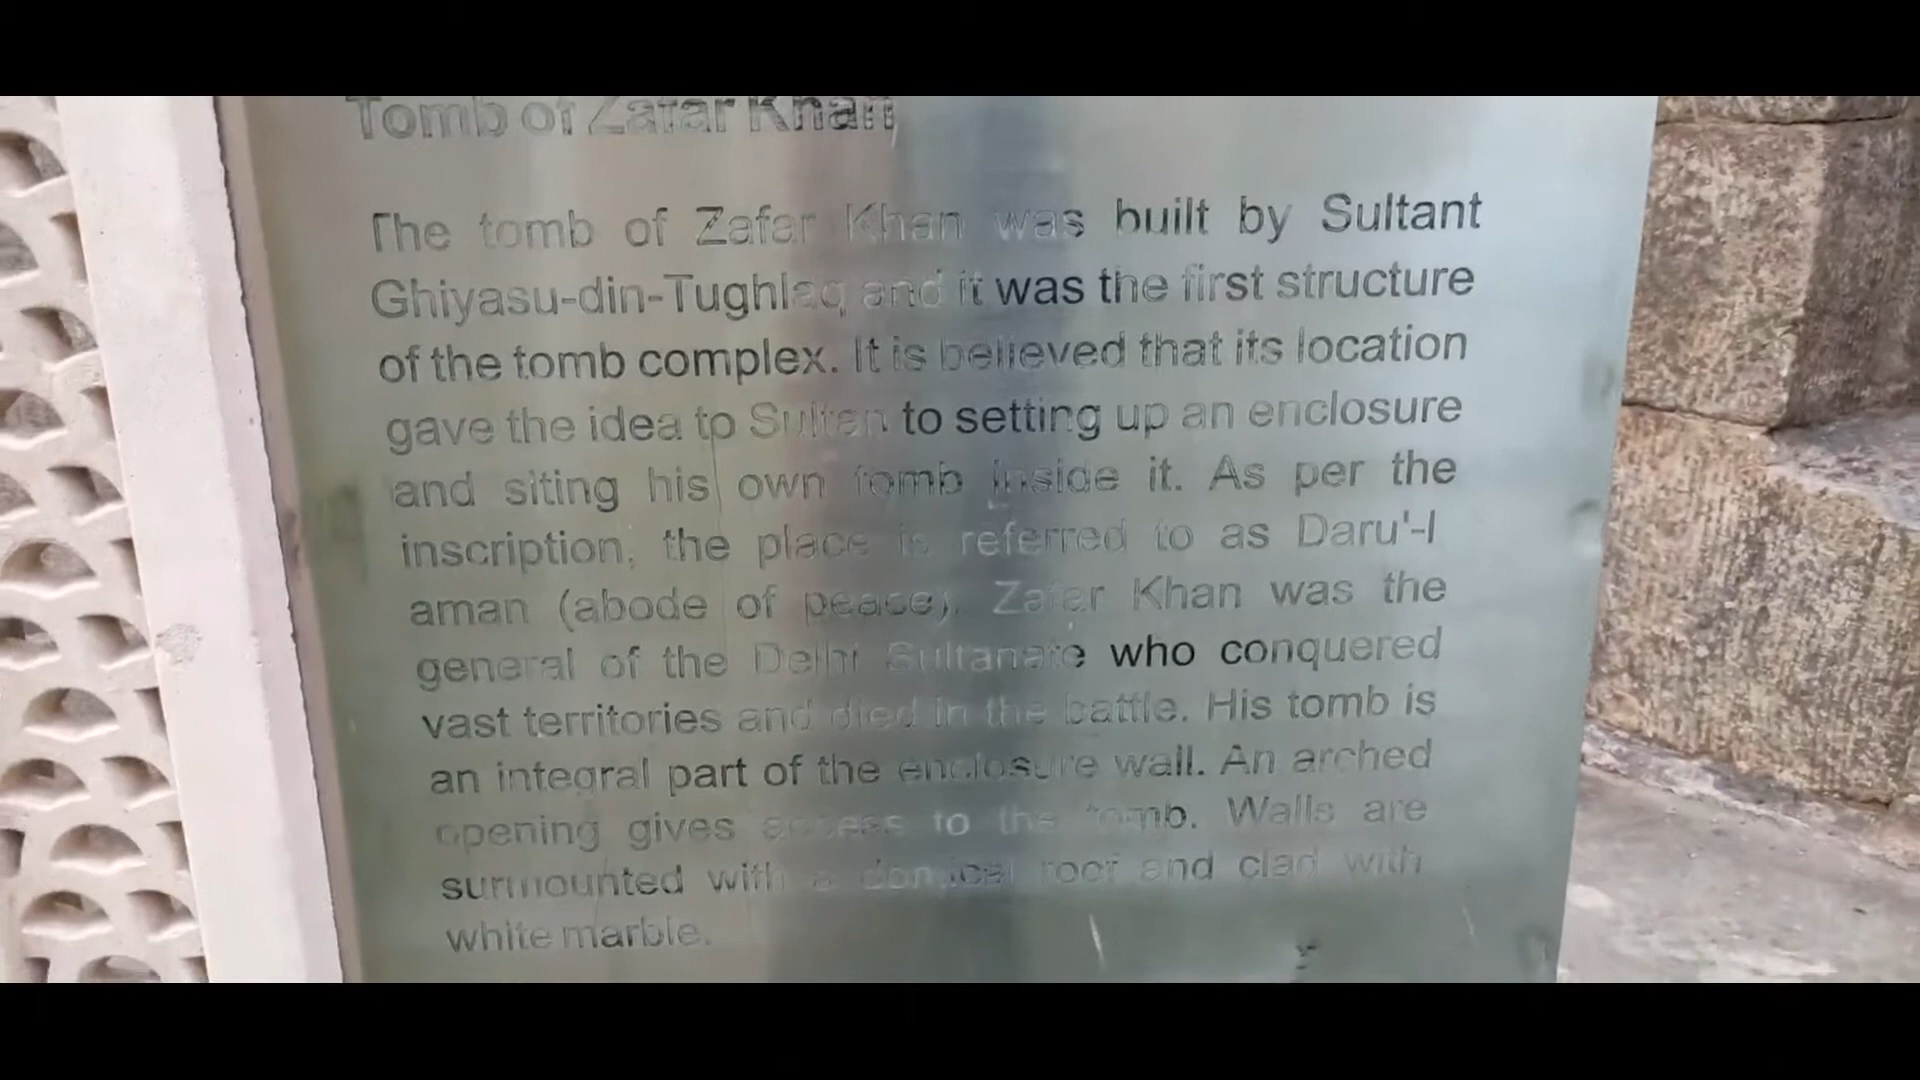 Tomb of Zafar Khan
The tomb of Zafar Khan was built by Sultant
Ghiyasu-din-Tughlaq and it was the first structure
of the tomb complex. It is believed that its location
gave the idea to Sultan to setting up an enclosure
and siting his own tomb inside it. As per the
inscription, the place is referred to as Daru'-l
aman (abode of peace). Zafar Khan was the
general of the Delhi Sultanate who conquered
vast territories and died in the battle. His tomb is
an integral part of the enclosure wall. An arched
opening gives access to the tomb. Walls are
surmounted with a domical roof and clad with
white marble.